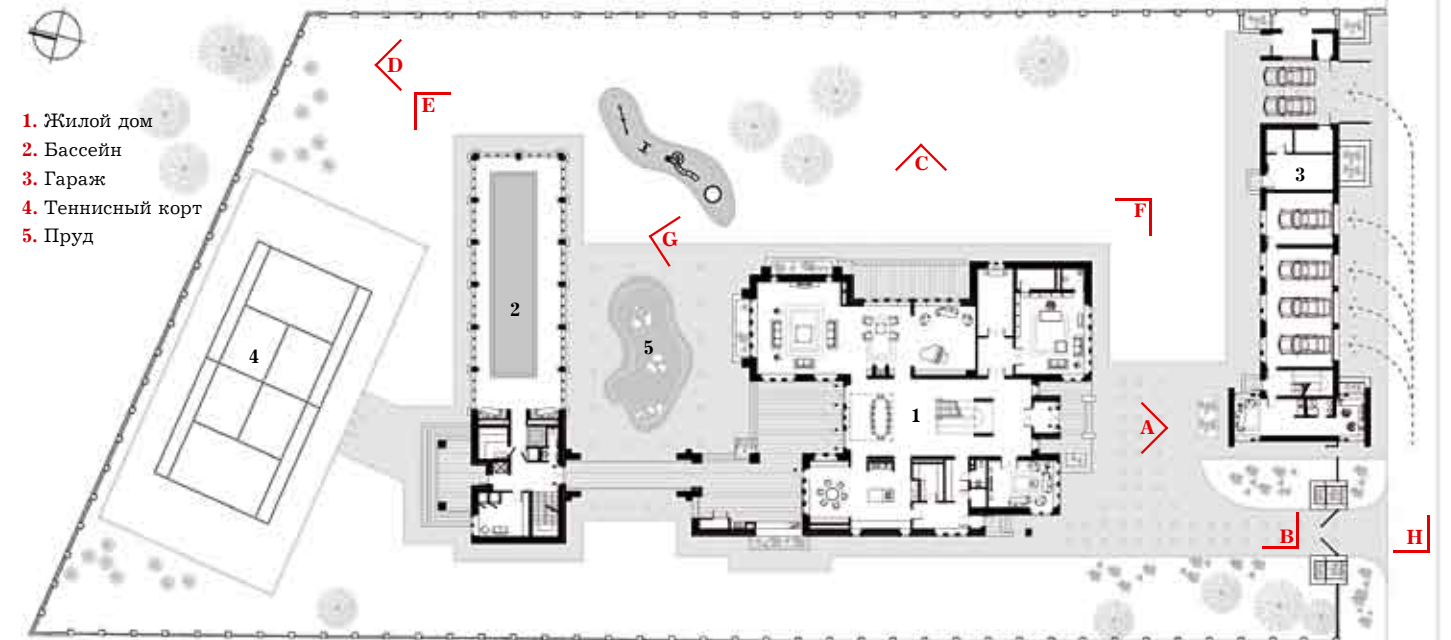 1. Жилой дом
2. Бассейн
3. Гараж
4. Теннисный корт
5. Пруд
D
E
C
3
F
G
2
5
4
1
A
B
H